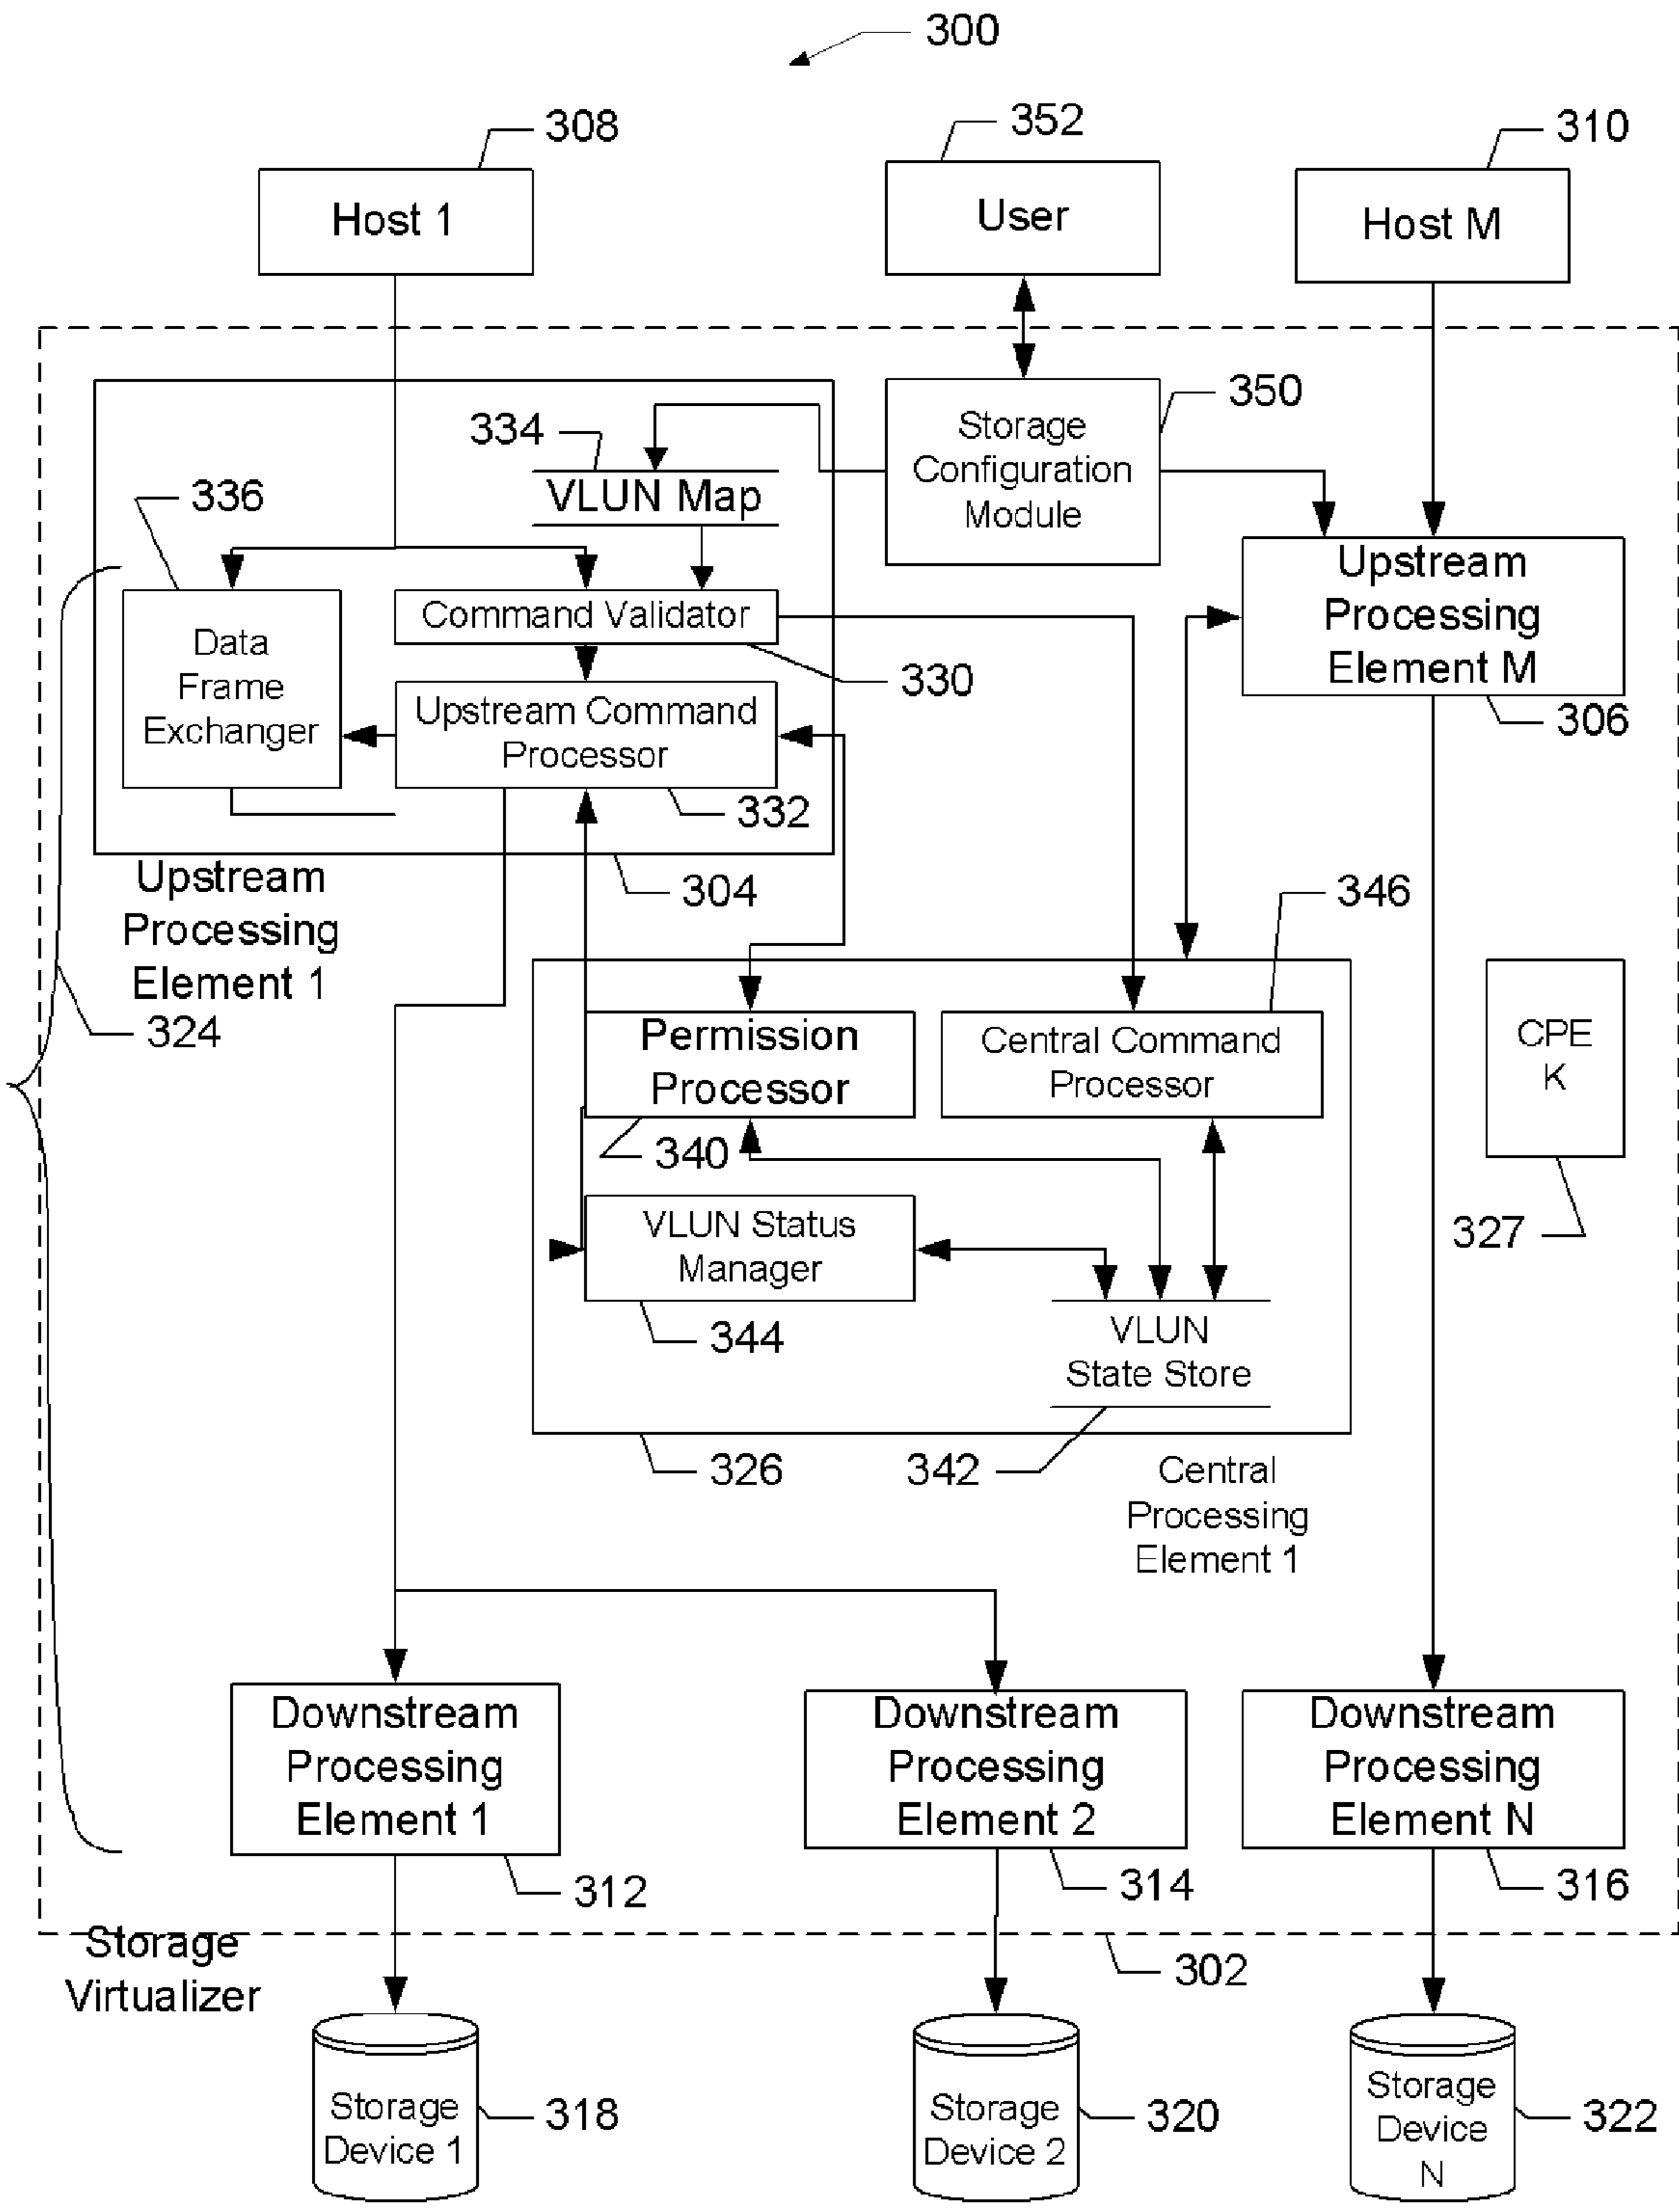 300
308
352
310
Host 1
User
Host M
334
VLUN Map
Storage
Configuration
Module
350
336
Data
Frame
Exchanger
Command Validator
330
Upstream Command
Processor
332
Upstream
Processing
Element M
306
304
Upstream
Processing
Element 1
324
346
Permission
Processor
340
Central Command
Processor
CPE
K
327
VLUN Status
Manager
344
VLUN
State Store
326
342
Central
Processing
Element 1
Downstream
Processing
Element 1
312
Downstream
Processing
Element 2
314
Downstream
Processing
Element N
316
Storage
Virtualizer
302
Storage
Device 1
318
Storage
Device 2
320
Storage
Device
N
322